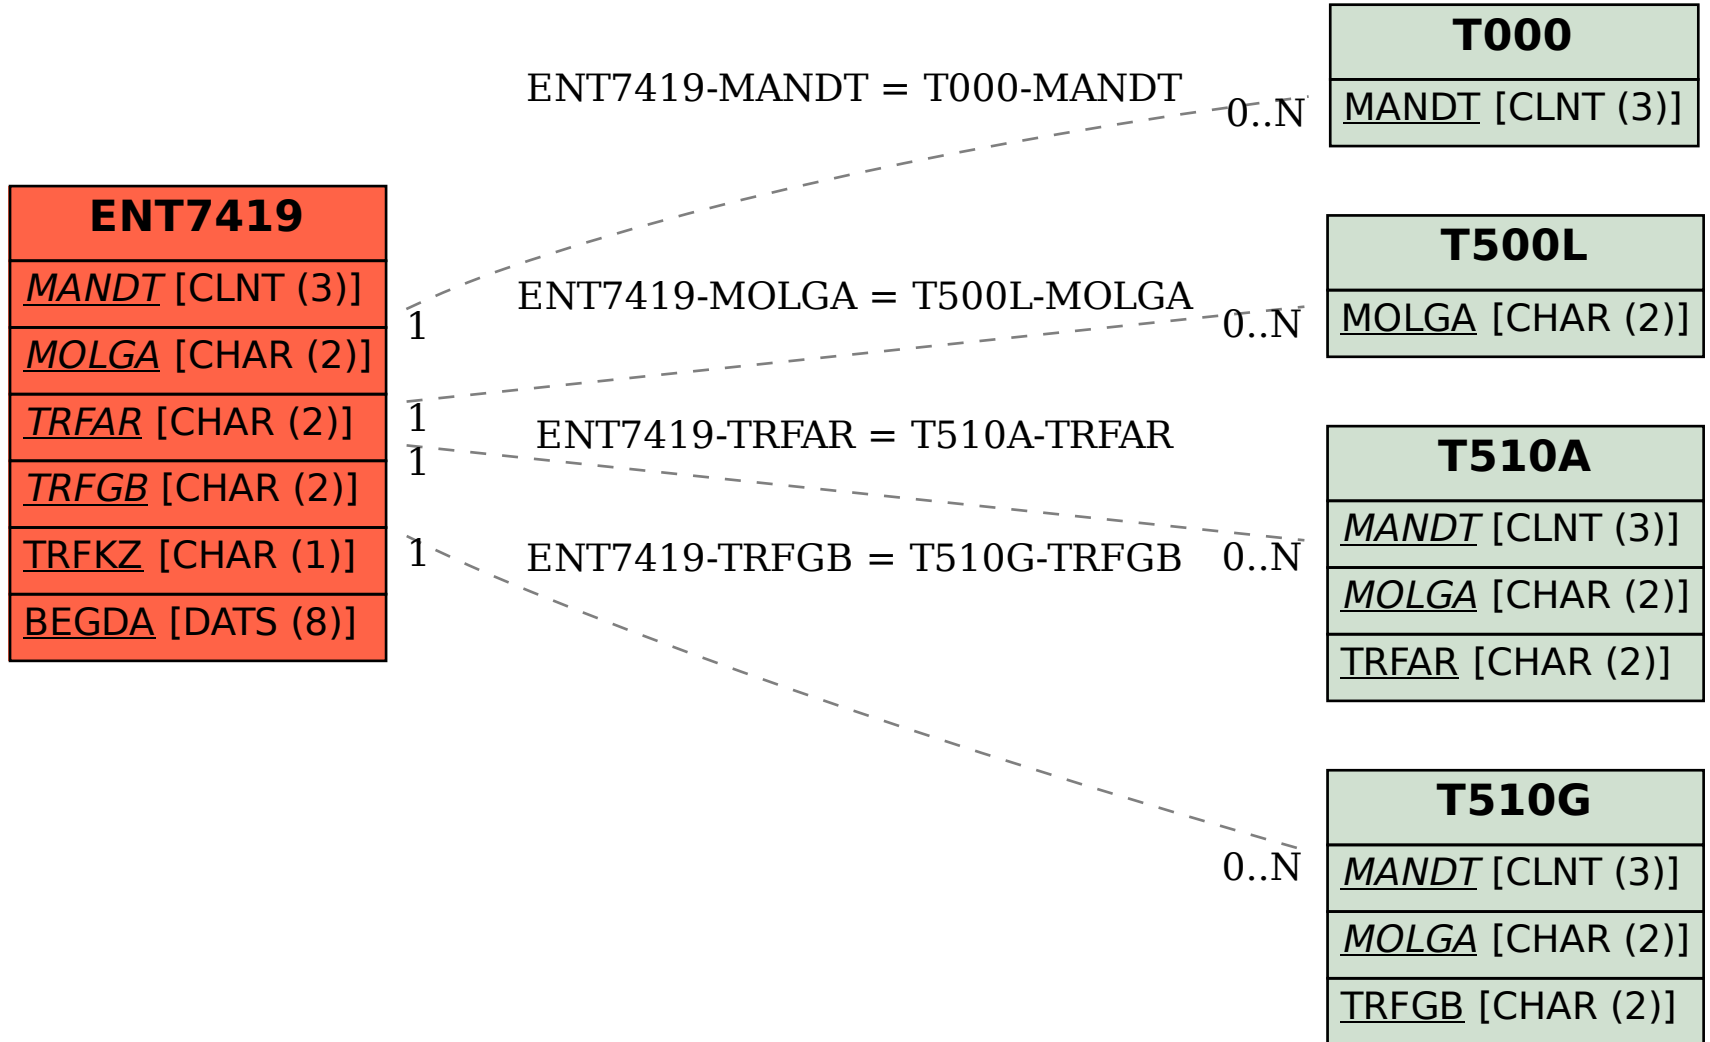 ENT7419
MANDT [CLNT (3)]
MOLGA [CHAR (2)]
TRFAR [CHAR (2)]
TRFGB [CHAR (2)]
TRFKZ [CHAR (1)]
BEGDA [DATS (8)]
ENT7419-MANDT = T000-MANDT
0..N
1
ENT7419-MOLGA = T500L-MOLGA
0..N
1
ENT7419-TRFAR = T510A-TRFAR
1
0..N
ENT7419-TRFGB = T510G-TRFGB
1
0..N
T000
MANDT [CLNT (3)]
T500L
MOLGA [CHAR (2)]
T510A
MANDT [CLNT (3)]
MOLGA [CHAR (2)]
TRFAR [CHAR (2)]
T510G
MANDT [CLNT (3)]
MOLGA [CHAR (2)]
TRFGB [CHAR (2)]